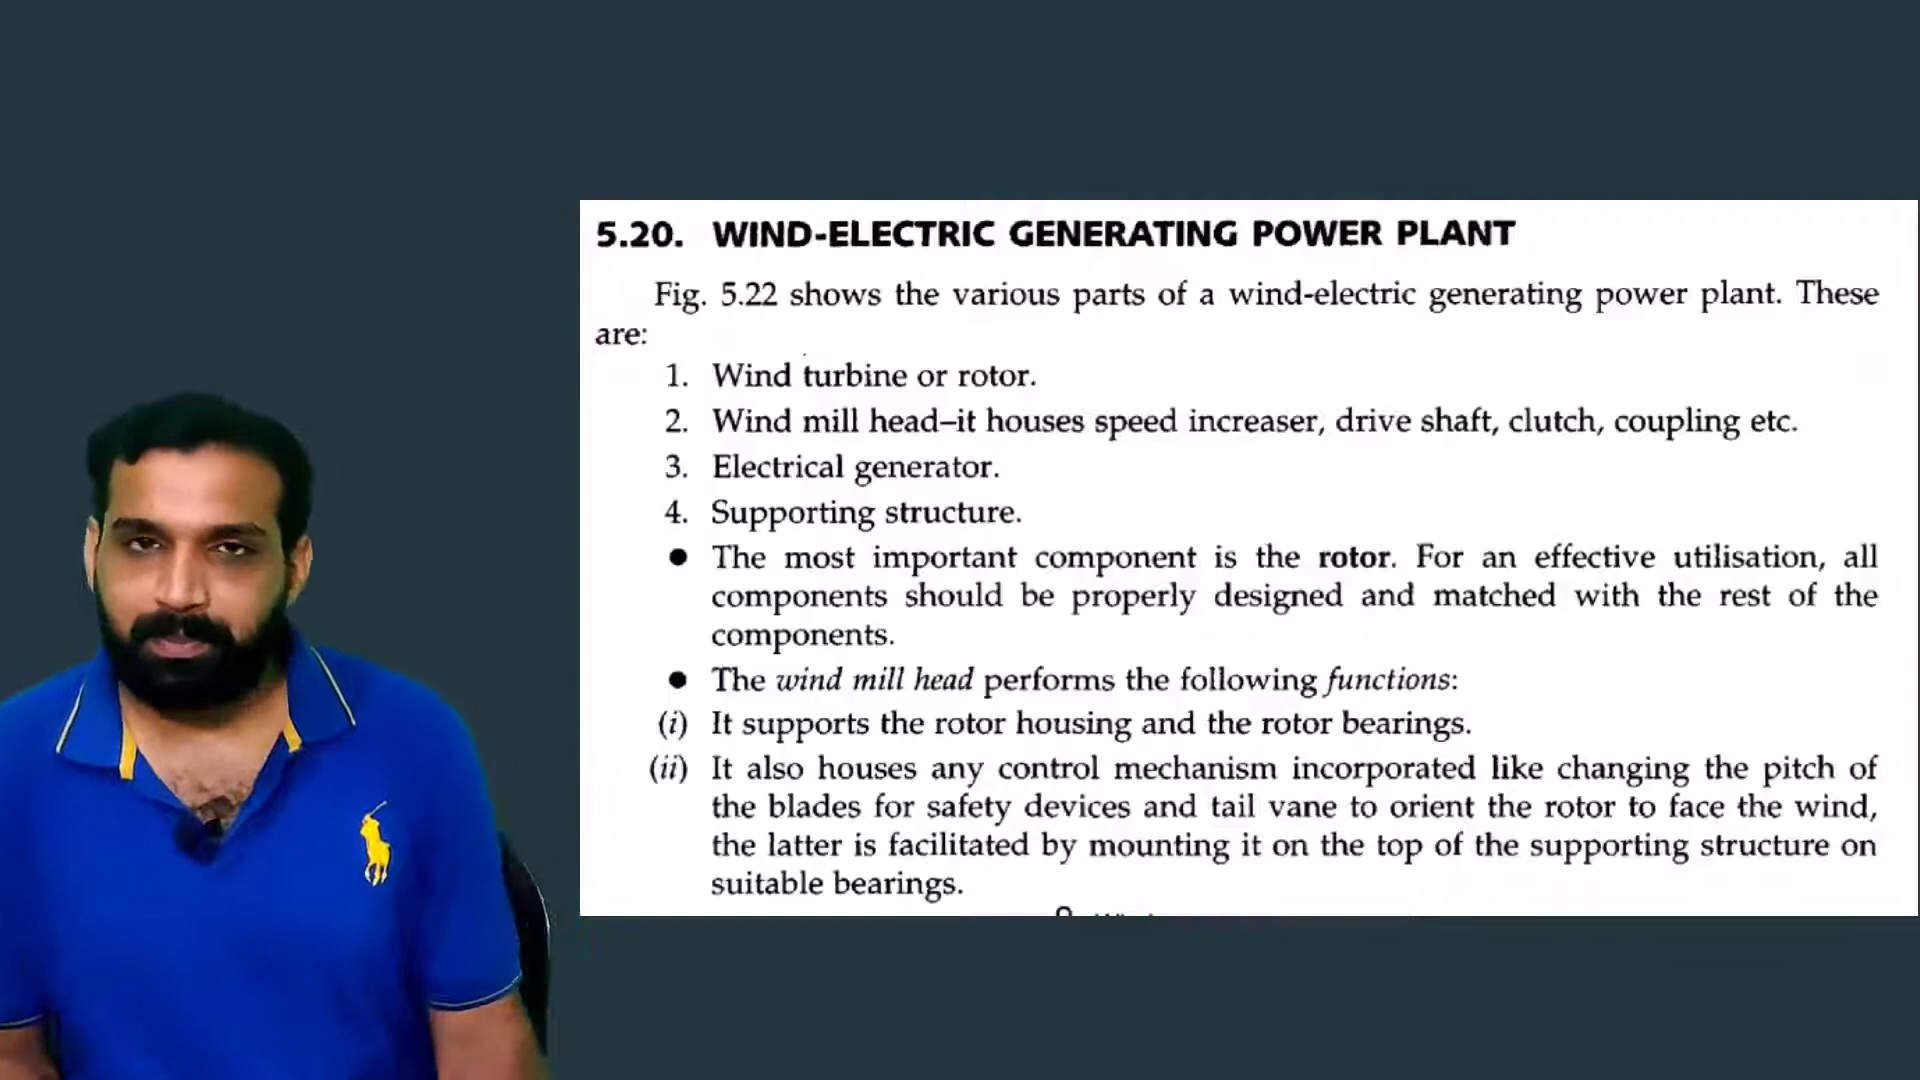 5.20. WIND-ELECTRIC GENERATING POWER PLANT
Fig. 5.22 shows the various parts of a wind-electric generating power plant. These
are:
1. Wind turbine or rotor.
2. Wind mill head–it houses speed increaser, drive shaft, clutch, coupling etc.
3. Electrical generator.
4. Supporting structure.
● The most important component is the rotor. For an effective utilisation, all
components should be properly designed and matched with the rest of the
components.
● The wind mill head performs the following functions:
(i) It supports the rotor housing and the rotor bearings.
(ii) It also houses any control mechanism incorporated like changing the pitch of
the blades for safety devices and tail vane to orient the rotor to face the wind,
the latter is facilitated by mounting it on the top of the supporting structure on
suitable bearings.